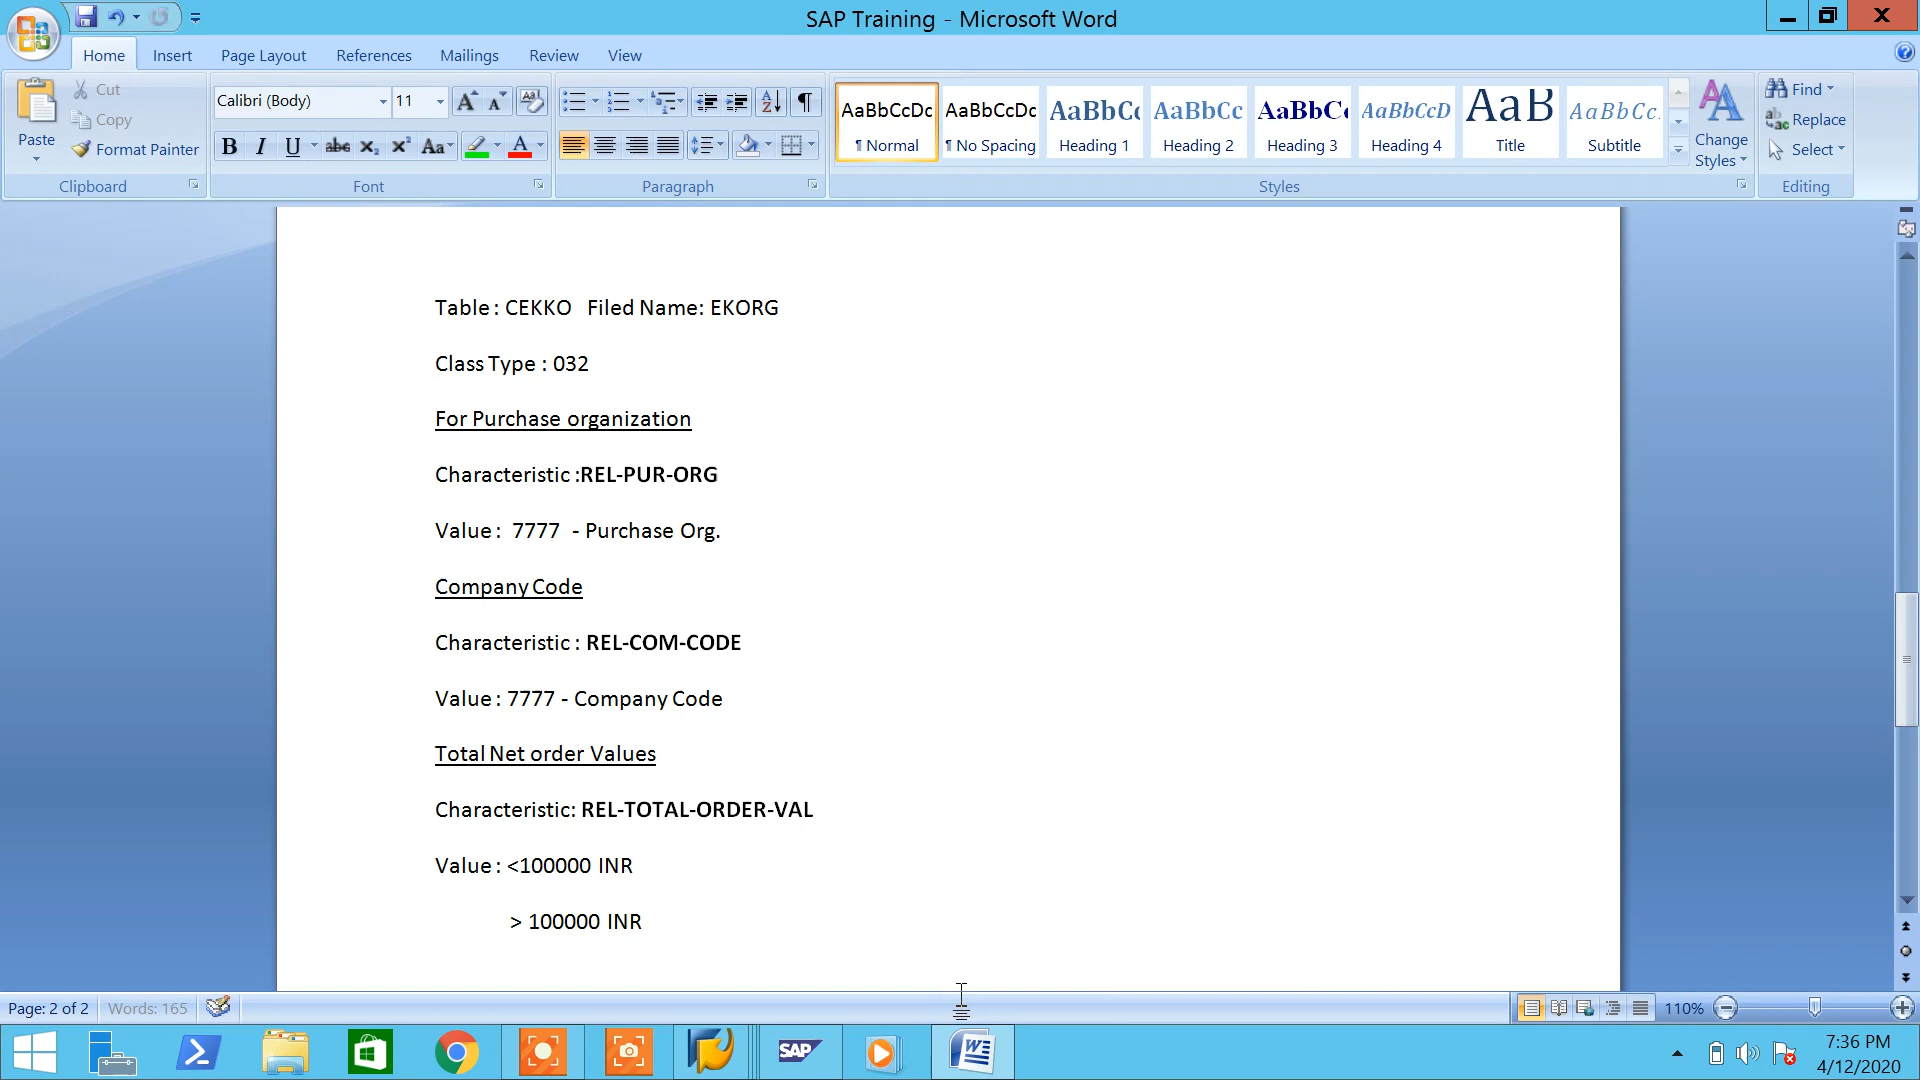 SAP Training - Microsoft Word
Home Insert Page Layout References Mailings Review View
Paste
Cut
Copy
Format Painter
Clipboard
Calibri (Body) 11
Font
Paragraph
AaBbCcDc AaBbCcDc AaBbCc AaBbCc AaBbCc AaBbCcD AaB AaBbCc.
¶ Normal ¶ No Spacing Heading 1 Heading 2 Heading 3 Heading 4 Title Subtitle
Change Styles
Styles
Find
Replace
Select
Editing
Table : CEKKO Filed Name: EKORG
Class Type : 032
For Purchase organization
Characteristic :REL-PUR-ORG
Value : 7777 - Purchase Org.
Company Code
Characteristic : REL-COM-CODE
Value : 7777 - Company Code
Total Net order Values
Characteristic: REL-TOTAL-ORDER-VAL
Value : <100000 INR
> 100000 INR
Page: 2 of 2 Words: 165 110%
SAP
7:36 PM
4/12/2020